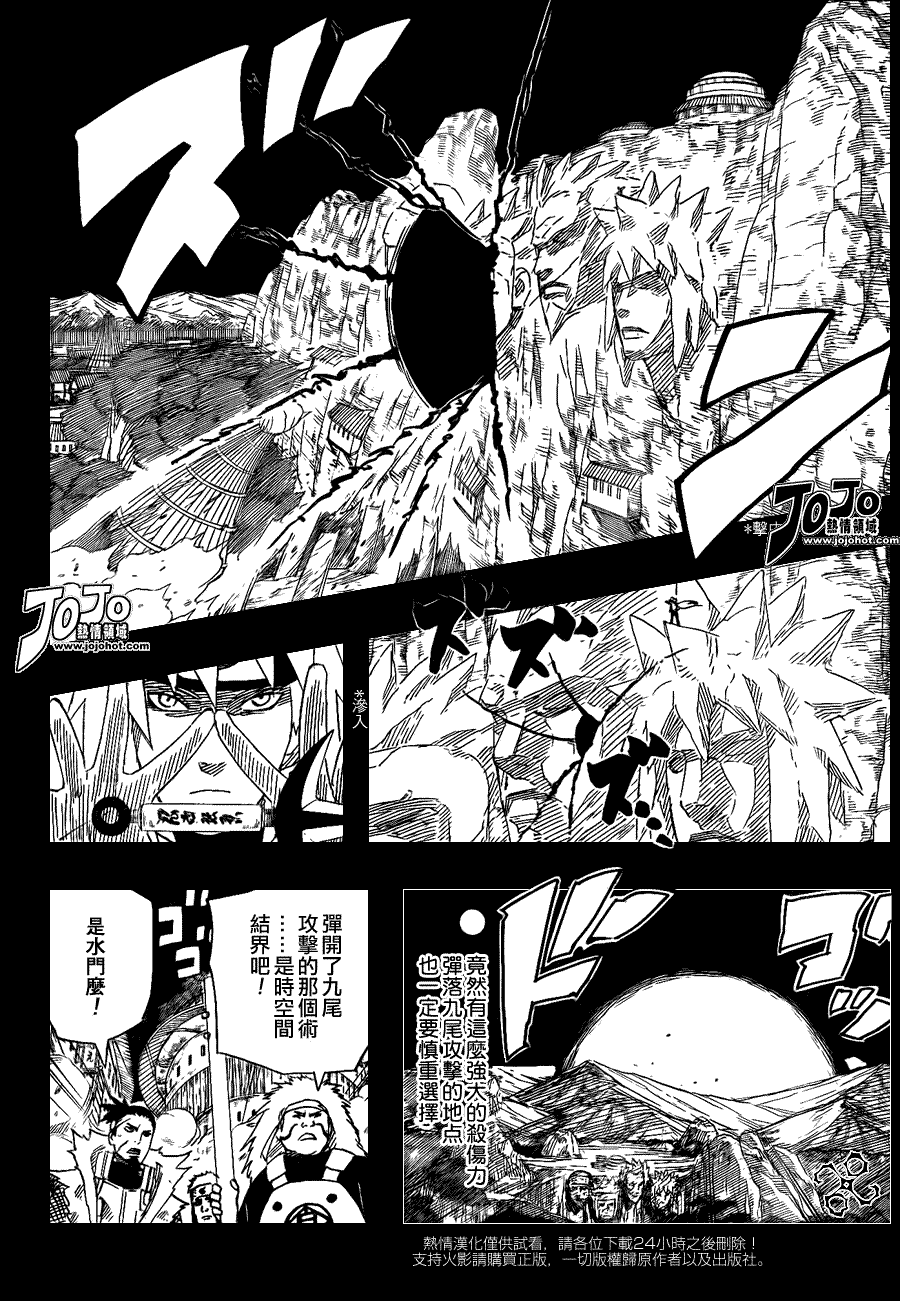 ズズン
JOJO
熱情領域
www.jojohot.com
*擊中
JOJO
熱情領域
www.jojohot.com
ズズズ…
*滲入
ドゴオ
竟然有這麼強大的殺傷力
彈落九尾攻擊的地点
也一定要慎重選擇
ゴゴ
彈開了九尾
攻擊的那個術
……是時空間
結界吧！
是水門麼！
熱情漢化僅供試看，請各位下載24小時之後刪除！
支持火影請購買正版，一切版權歸原作者以及出版社。